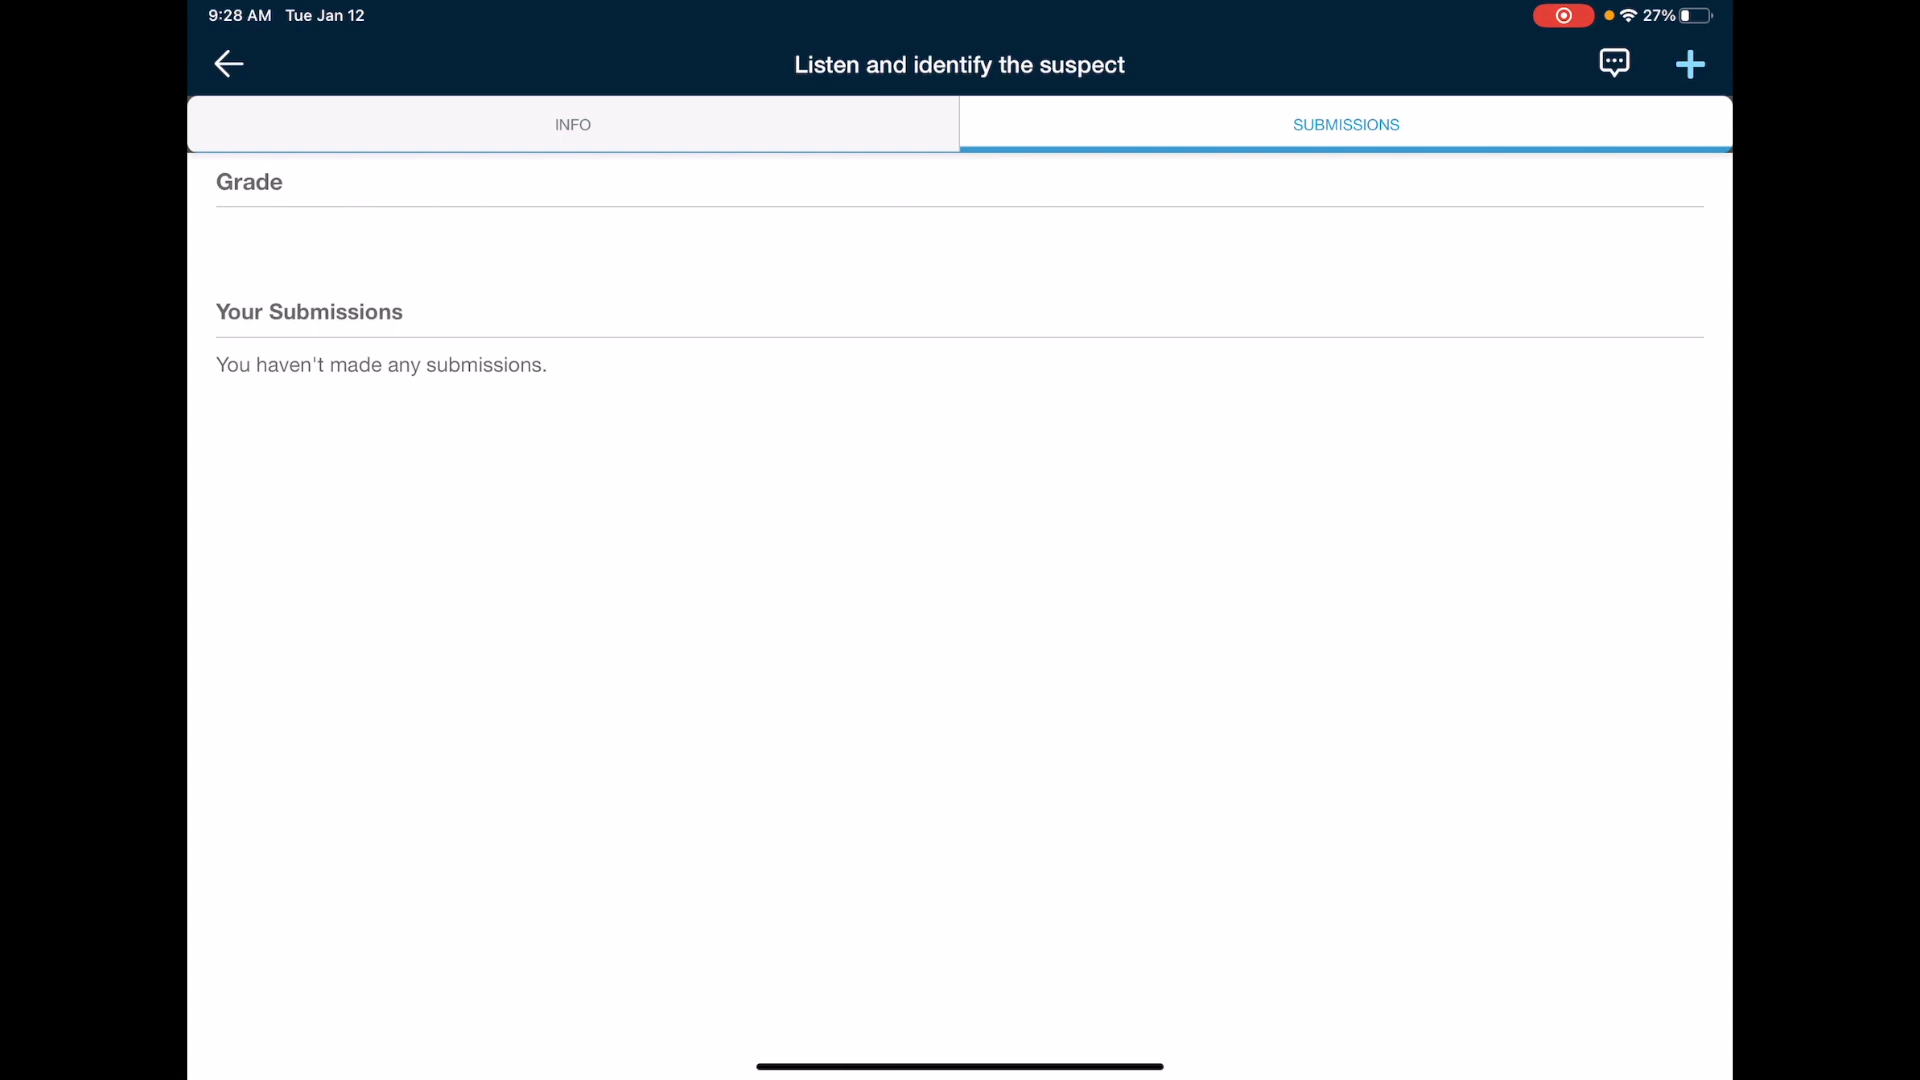 9:28 AM Tue Jan 12
27%
Listen and identify the suspect
INFO
SUBMISSIONS
Grade
Your Submissions
You haven't made any submissions.